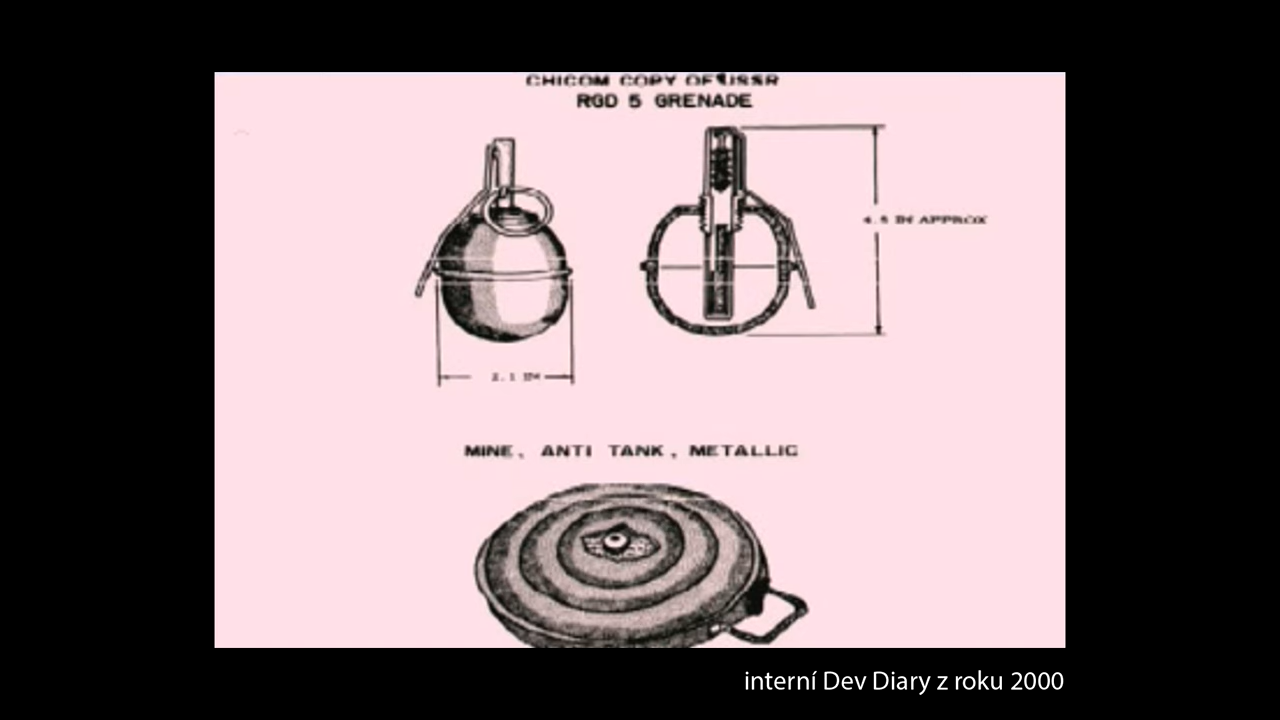 CHICOM COPY OF USSR
RGD 5 GRENADE
4.5 IN APPROX
2.1 IN
MINE, ANTI TANK, METALLIC
interní Dev Diary z roku 2000